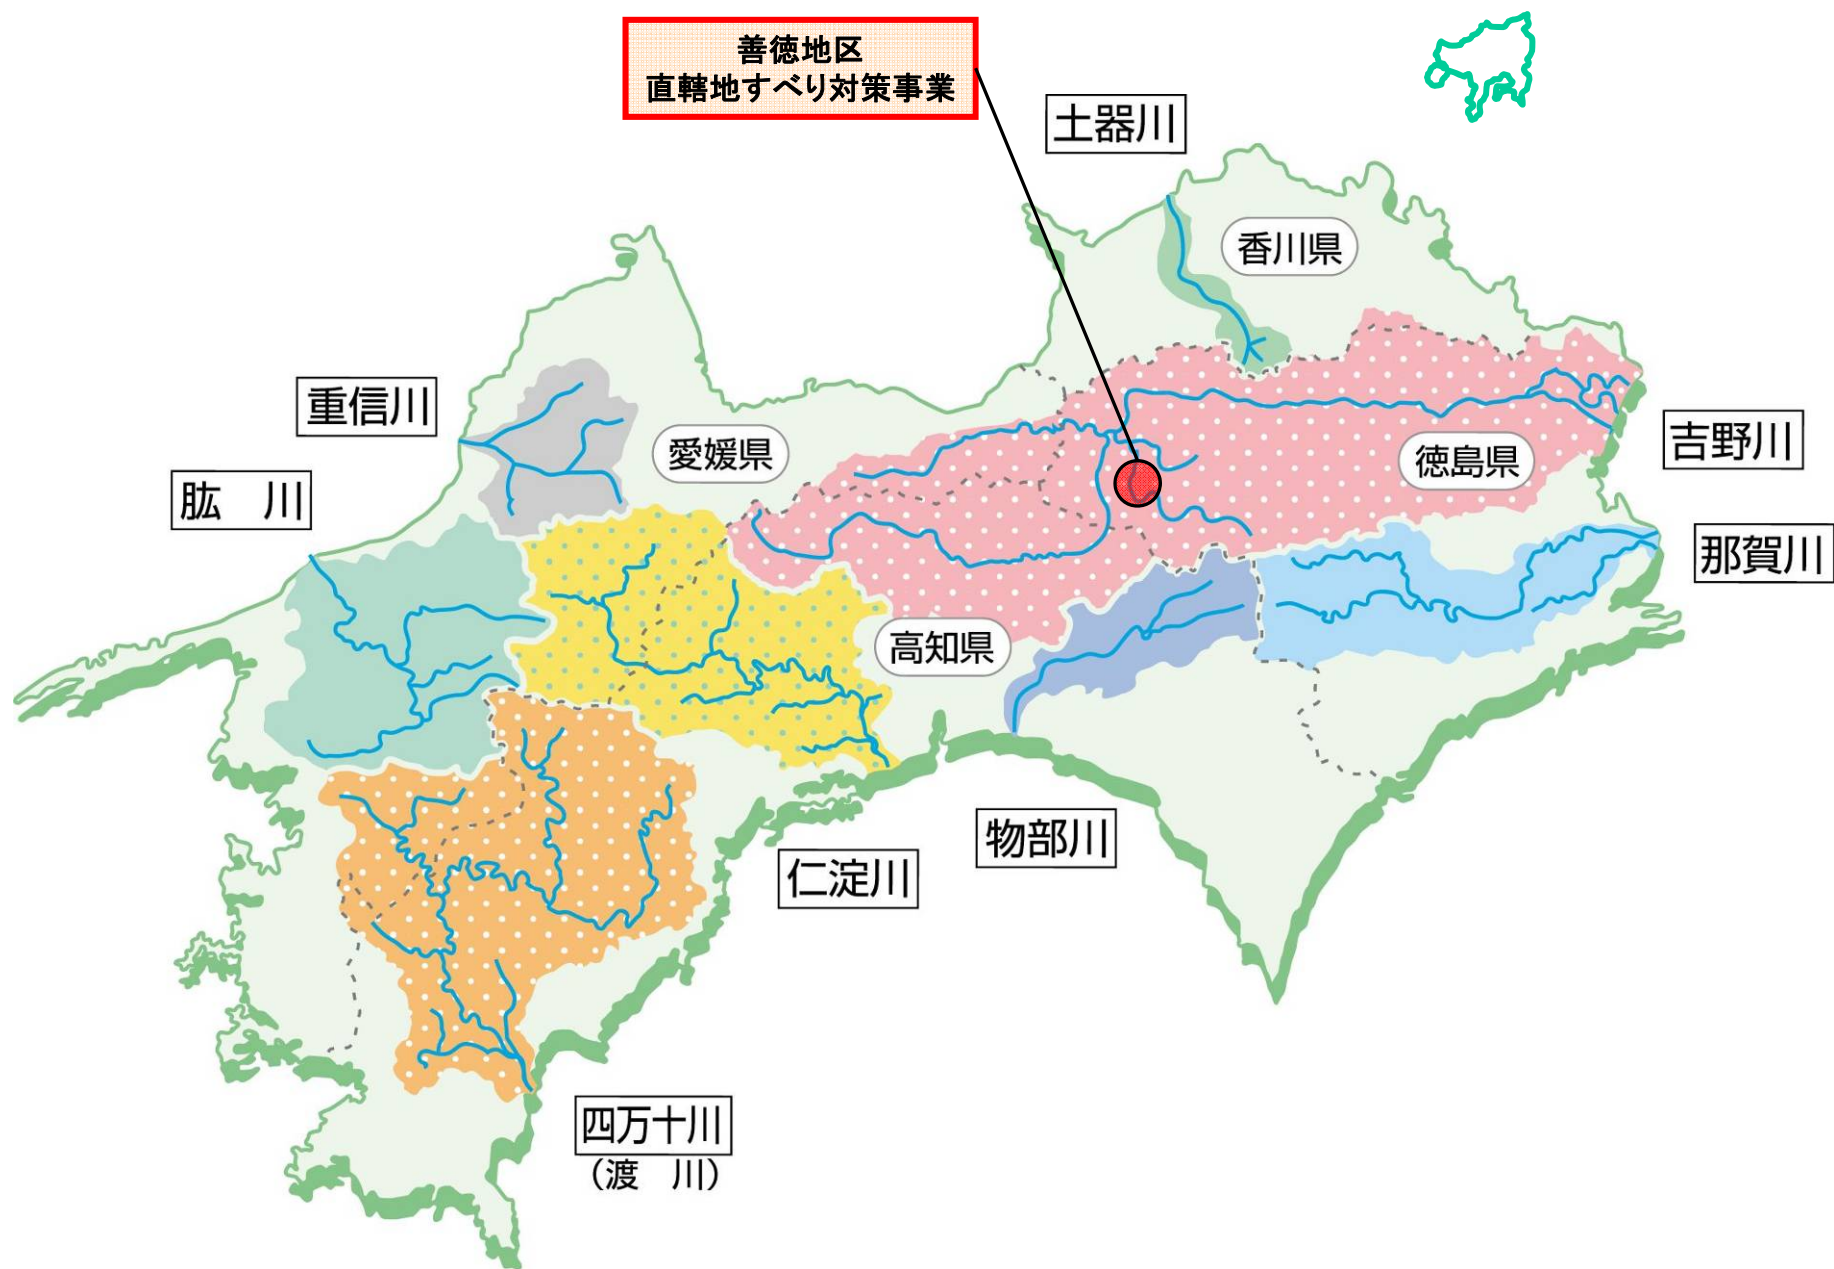 善徳地区
直轄地すべり対策事業
土器川
香川県
重信川
愛媛県
徳島県
吉野川
肱　川
那賀川
高知県
物部川
仁淀川
四万十川
（渡　川）